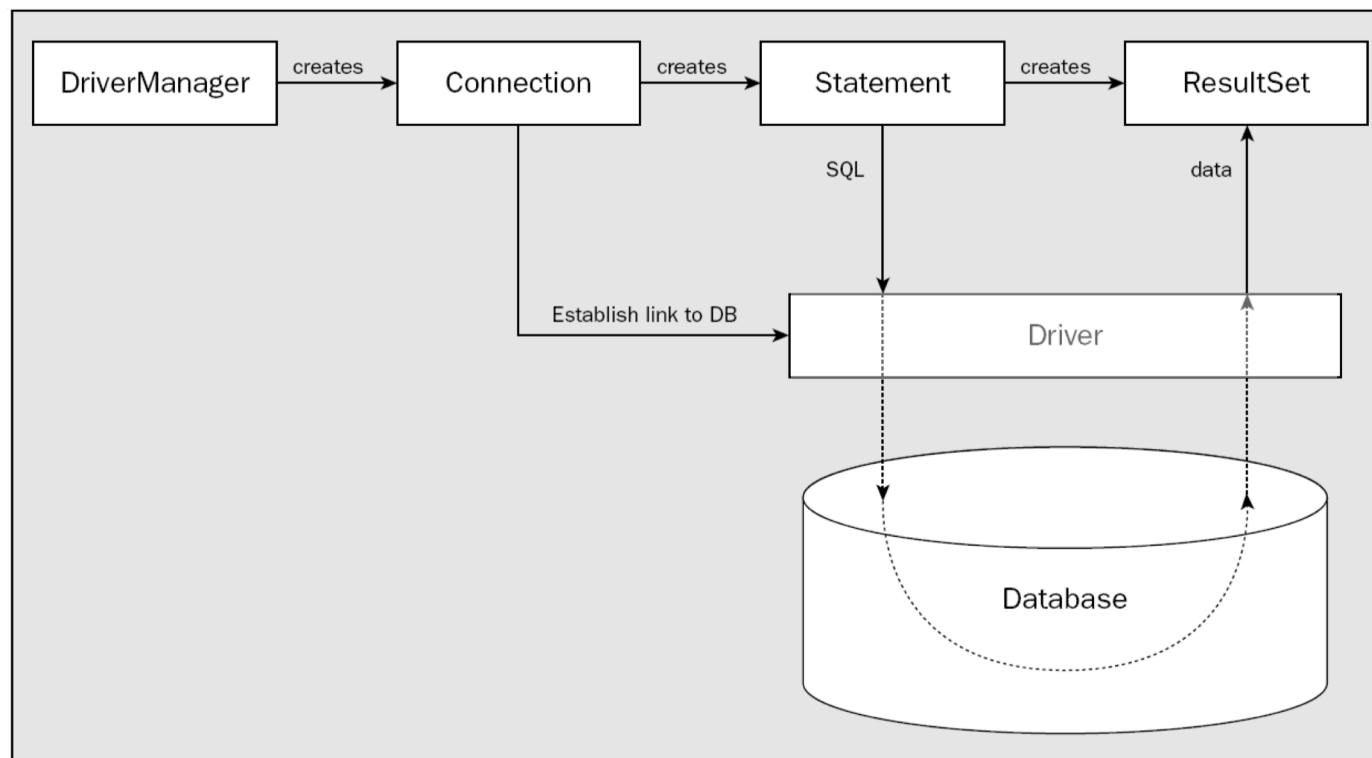 DriverManager
creates
Connection
creates
Statement
creates
ResultSet
SQL
data
Establish link to DB
Driver
Database